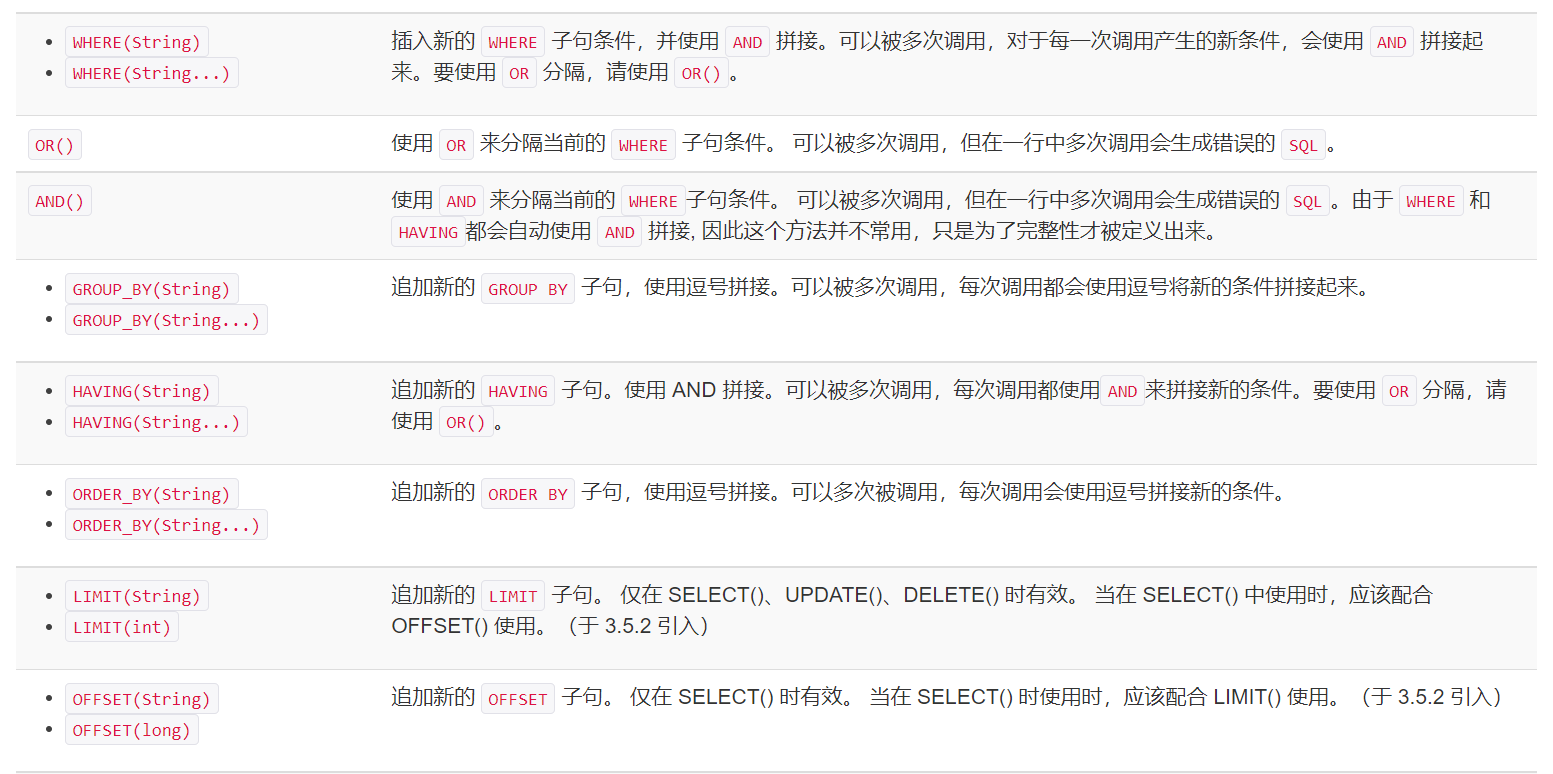 WHERE(String)
WHERE(String...)
插入新的 WHERE 子句条件，并使用 AND 拼接。可以被多次调用，对于每一次调用产生的新条件，会使用 AND 拼接起
来。要使用 OR 分隔，请使用 OR()。
OR()
使用 OR 来分隔当前的 WHERE 子句条件。 可以被多次调用，但在一行中多次调用会生成错误的 SQL 。
AND()
使用 AND 来分隔当前的 WHERE子句条件。 可以被多次调用，但在一行中多次调用会生成错误的 SQL 。由于 WHERE 和
HAVING都会自动使用 AND 拼接, 因此这个方法并不常用，只是为了完整性才被定义出来。
GROUP_BY(String)
GROUP_BY(String...)
追加新的 GROUP BY 子句，使用逗号拼接。可以被多次调用，每次调用都会使用逗号将新的条件拼接起来。
HAVING(String)
HAVING(String...)
追加新的 HAVING 子句。使用 AND 拼接。可以被多次调用，每次调用都使用AND来拼接新的条件。要使用 OR 分隔，请
使用 OR()。
ORDER_BY(String)
ORDER_BY(String...)
追加新的 ORDER BY 子句，使用逗号拼接。可以多次被调用，每次调用会使用逗号拼接新的条件。
LIMIT(String)
LIMIT(int)
追加新的 LIMIT 子句。 仅在 SELECT()、UPDATE()、DELETE() 时有效。 当在 SELECT() 中使用时，应该配合
OFFSET() 使用。（于 3.5.2 引入）
OFFSET(String)
OFFSET(long)
追加新的 OFFSET 子句。 仅在 SELECT() 时有效。 当在 SELECT() 时使用时，应该配合 LIMIT() 使用。（于 3.5.2 引入）